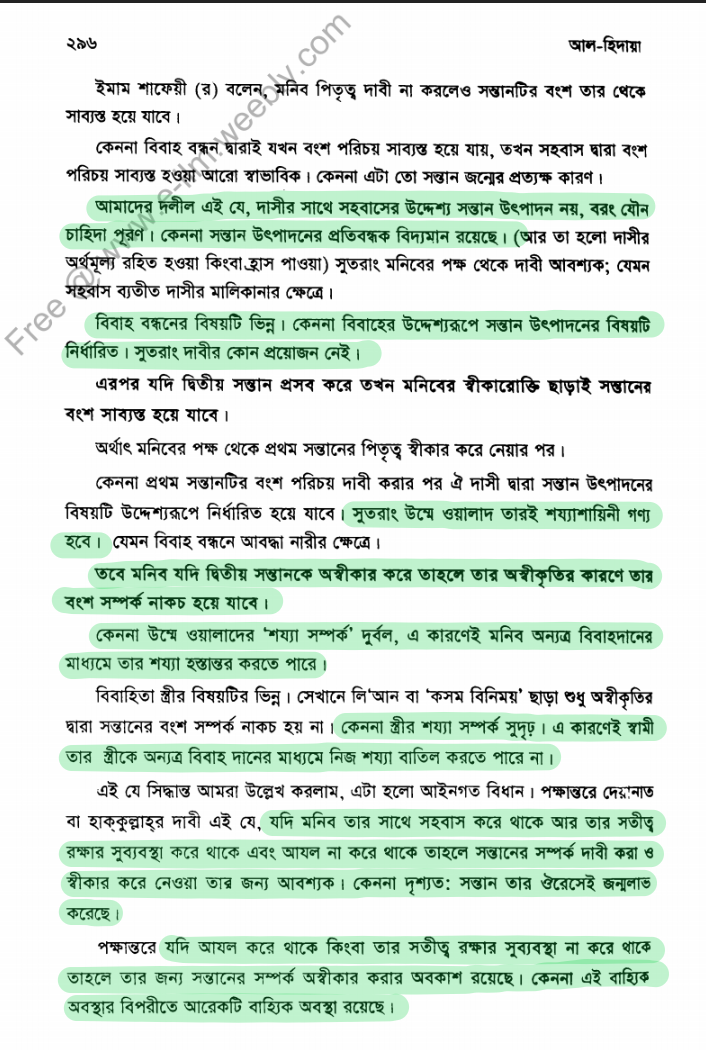 ২৯৬ আল-হিদায়া
ইমাম শাফেয়ী (র) বলেন, মনিব পিতৃত্ব দাবী না করলেও সন্তানটির বংশ তার থেকে
সাব্যস্ত হয়ে যাবে।
কেননা বিবাহ বন্ধন দ্বারাই যখন বংশ পরিচয় সাব্যস্ত হয়ে যায়, তখন সহবাস দ্বারা বংশ
পরিচয় সাব্যস্ত হওয়া আরো স্বাভাবিক। কেননা এটা তো সন্তান জন্মের প্রত্যক্ষ কারণ।
আমাদের দলীল এই যে, দাসীর সাথে সহবাসের উদ্দেশ্য সন্তান উৎপাদন নয়, বরং যৌন
চাহিদা পূরণ। কেননা সন্তান উৎপাদনের প্রতিবন্ধক বিদ্যমান রয়েছে। (আর তা হলো দাসীর
অর্থমূল্য রহিত হওয়া কিংবা হ্রাস পাওয়া) সুতরাং মনিবের পক্ষ থেকে দাবী আবশ্যক; যেমন
সহবাস ব্যতীত দাসীর মালিকানার ক্ষেত্রে।
বিবাহ বন্ধনের বিষয়টি ভিন্ন। কেননা বিবাহের উদ্দেশ্যরূপে সন্তান উৎপাদনের বিষয়টি
নির্ধারিত। সুতরাং দাবীর কোন প্রয়োজন নেই।
এরপর যদি দ্বিতীয় সন্তান প্রসব করে তখন মনিবের স্বীকারোক্তি ছাড়াই সন্তানের
বংশ সাব্যস্ত হয়ে যাবে।
অর্থাৎ মনিবের পক্ষ থেকে প্রথম সন্তানের পিতৃত্ব স্বীকার করে নেয়ার পর।
কেননা প্রথম সন্তানটির বংশ পরিচয় দাবী করার পর ঐ দাসী দ্বারা সন্তান উৎপাদনের
বিষয়টি উদ্দেশ্যরূপে নির্ধারিত হয়ে যাবে। সুতরাং উম্মে ওয়ালাদ তারই শয্যাশায়িনী গণ্য
হবে। যেমন বিবাহ বন্ধনে আবদ্ধা নারীর ক্ষেত্রে।
তবে মনিব যদি দ্বিতীয় সন্তানকে অস্বীকার করে তাহলে তার অস্বীকৃতির কারণে তার
বংশ সম্পর্ক নাকচ হয়ে যাবে।
কেননা উম্মে ওয়ালাদের ‘শয্যা সম্পর্ক’ দুর্বল, এ কারণেই মনিব অন্যত্র বিবাহদানের
মাধ্যমে তার শয্যা হস্তান্তর করতে পারে।
বিবাহিতা স্ত্রীর বিষয়টির ভিন্ন। সেখানে লি‘আন বা ‘কসম বিনিময়’ ছাড়া শুধু অস্বীকৃতির
দ্বারা সন্তানের বংশ সম্পর্ক নাকচ হয় না। কেননা স্ত্রীর শয্যা সম্পর্ক সুদৃঢ়। এ কারণেই স্বামী
তার স্ত্রীকে অন্যত্র বিবাহ দানের মাধ্যমে নিজ শয্যা বাতিল করতে পারে না।
এই যে সিদ্ধান্ত আমরা উল্লেখ করলাম, এটা হলো আইনগত বিধান। পক্ষান্তরে দেয়ানাত
বা হাক্কুল্লাহ্‌র দাবী এই যে, যদি মনিব তার সাথে সহবাস করে থাকে আর তার সতীত্ব
রক্ষার সুব্যবস্থা করে থাকে এবং আযল না করে থাকে তাহলে সন্তানের সম্পর্ক দাবী করা ও
স্বীকার করে নেওয়া তার জন্য আবশ্যক। কেননা দৃশ্যত: সন্তান তার ঔরসেই জন্মলাভ
করেছে।
পক্ষান্তরে যদি আযল করে থাকে কিংবা তার সতীত্ব রক্ষার সুব্যবস্থা না করে থাকে
তাহলে তার জন্য সন্তানের সম্পর্ক অস্বীকার করার অবকাশ রয়েছে। কেননা এই বাহ্যিক
অবস্থার বিপরীতে আরেকটি বাহ্যিক অবস্থা রয়েছে।
Free @ www.e-ilm.weebly.com